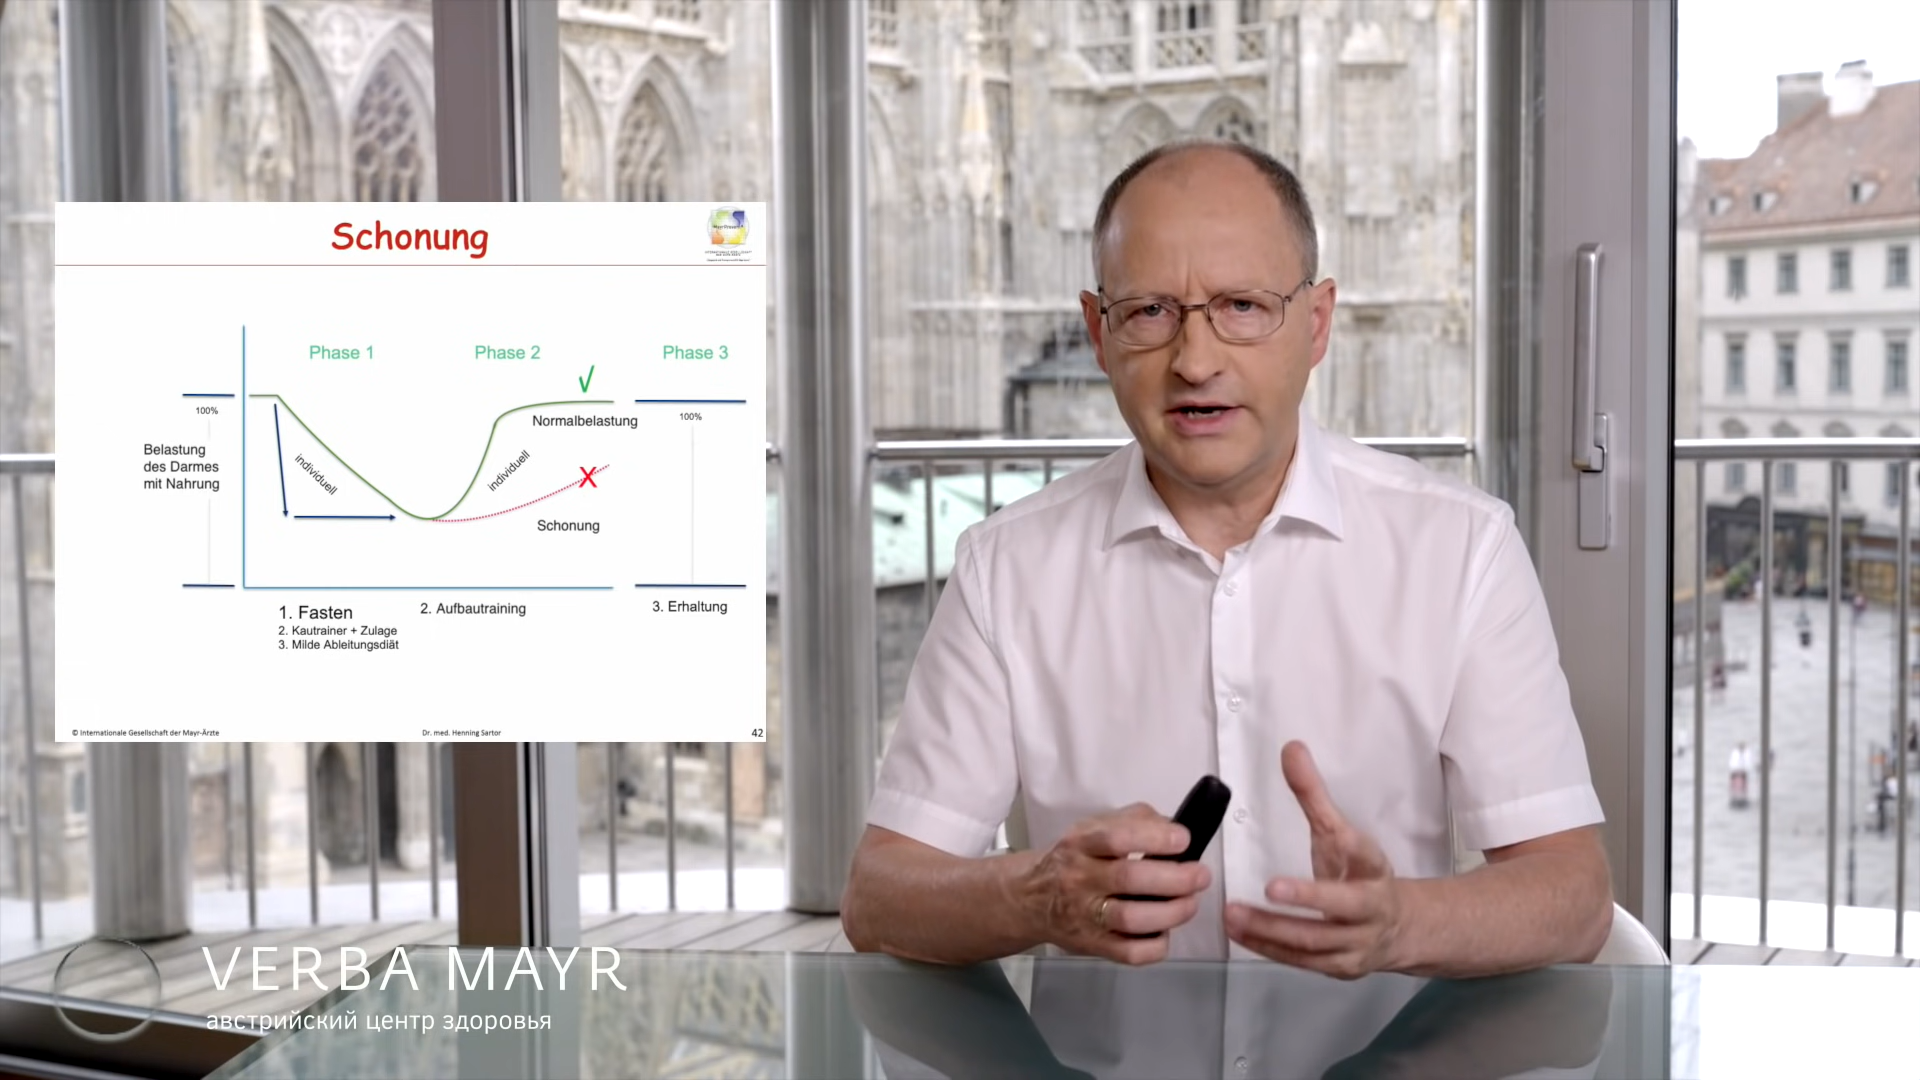 Schonung
Phase 1
Phase 2
Phase 3
√
100%
Normalbelastung
100%
Belastung
des Darmes
mit Nahrung
individuell
individuell
X
Schonung
1. Fasten
2. Kautrainer + Zulage
3. Milde Ableitungsdiät
2. Aufbautraining
3. Erhaltung
© Internationale Gesellschaft der Mayr-Ärzte
Dr. med. Henning Sartor
42
VERBA MAYR
австрийский центр здоровья